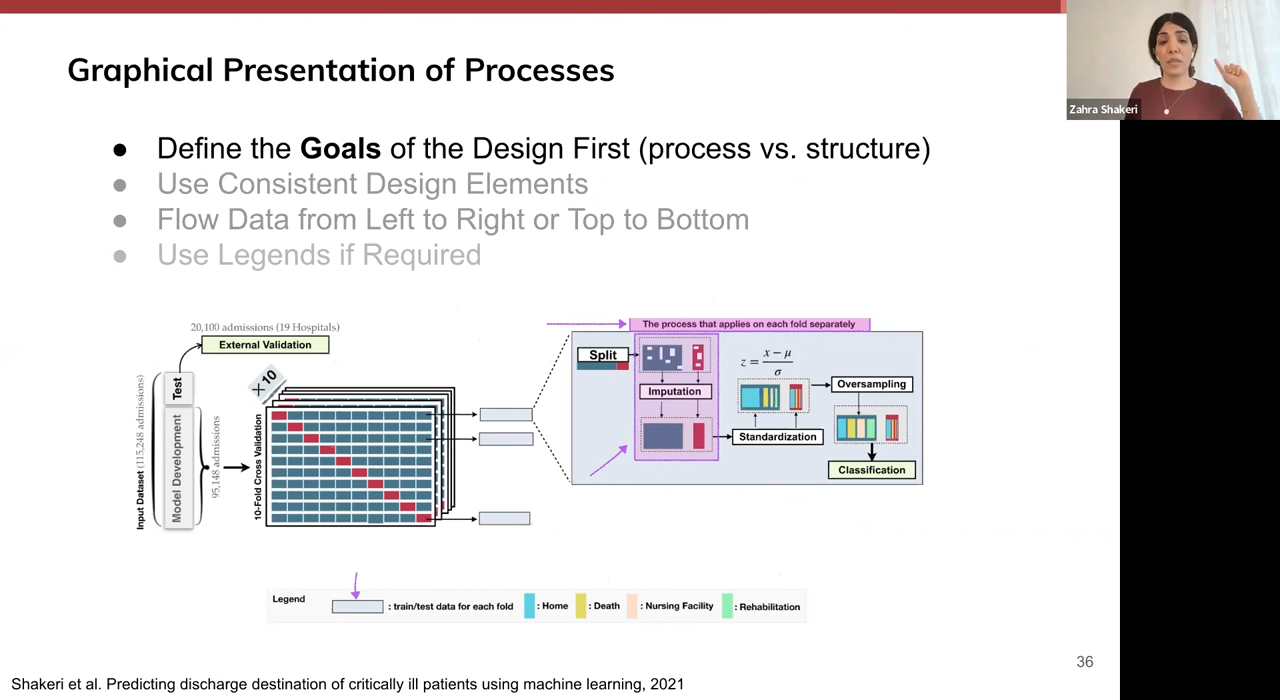 Graphical Presentation of Processes
Zahra Shakeri
● Define the Goals of the Design First (process vs. structure)
● Use Consistent Design Elements
● Flow Data from Left to Right or Top to Bottom
● Use Legends if Required
20,100 admissions (19 Hospitals)
External Validation
Input Dataset (115,248 admissions)
Test
Model Development
95,148 admissions
×10
10-Fold Cross Validation
The process that applies on each fold separately
Split
Imputation
z = x − μ / σ
Standardization
Oversampling
Classification
Legend
: train/test data for each fold
: Home
: Death
: Nursing Facility
: Rehabilitation
36
Shakeri et al. Predicting discharge destination of critically ill patients using machine learning, 2021